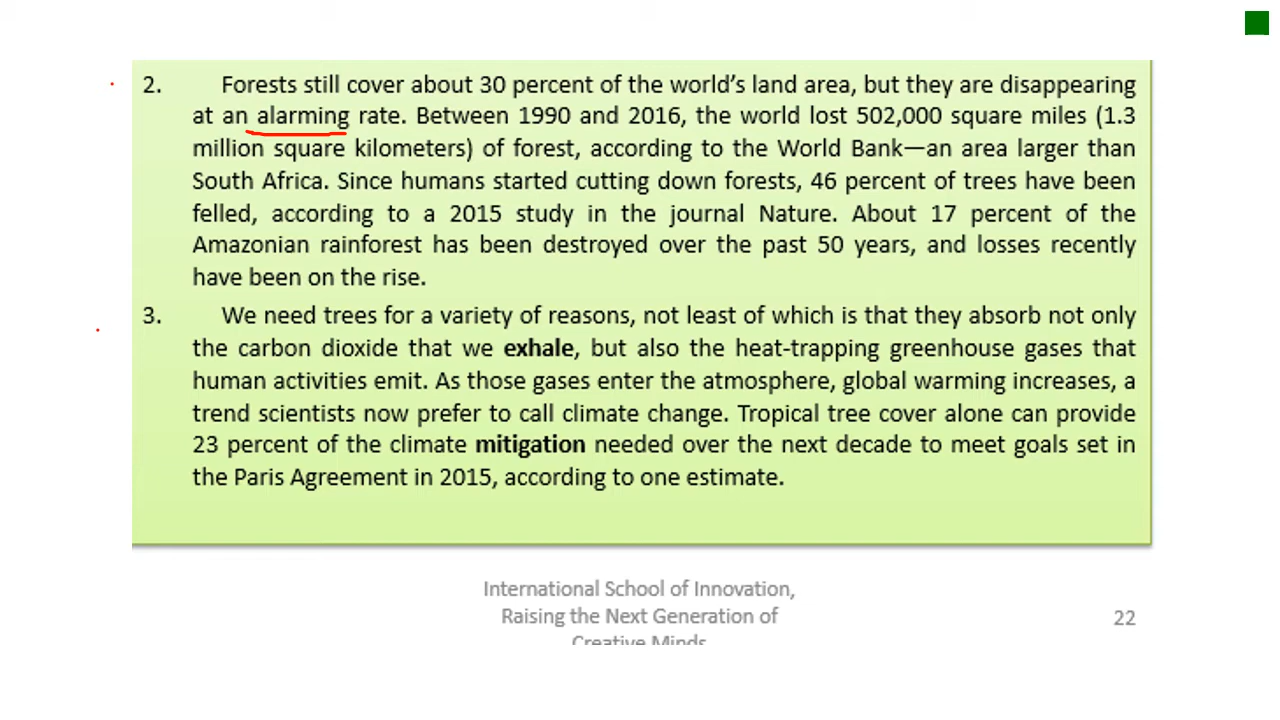 2. Forests still cover about 30 percent of the world's land area, but they are disappearing
at an alarming rate. Between 1990 and 2016, the world lost 502,000 square miles (1.3
million square kilometers) of forest, according to the World Bank—an area larger than
South Africa. Since humans started cutting down forests, 46 percent of trees have been
felled, according to a 2015 study in the journal Nature. About 17 percent of the
Amazonian rainforest has been destroyed over the past 50 years, and losses recently
have been on the rise.
3. We need trees for a variety of reasons, not least of which is that they absorb not only
the carbon dioxide that we exhale, but also the heat-trapping greenhouse gases that
human activities emit. As those gases enter the atmosphere, global warming increases, a
trend scientists now prefer to call climate change. Tropical tree cover alone can provide
23 percent of the climate mitigation needed over the next decade to meet goals set in
the Paris Agreement in 2015, according to one estimate.
International School of Innovation,
Raising the Next Generation of
Creative Minds
22